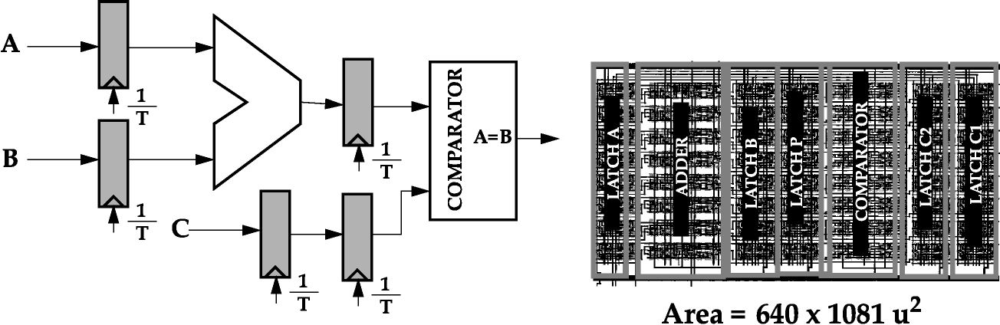 A
1
T
B
1
T
C
1
T
1
T
1
T
COMPARATOR
A=B
LATCH A
ADDER
LATCH B
LATCH P
COMPARATOR
LATCH C2
LATCH C1
Area = 640 x 1081 u²